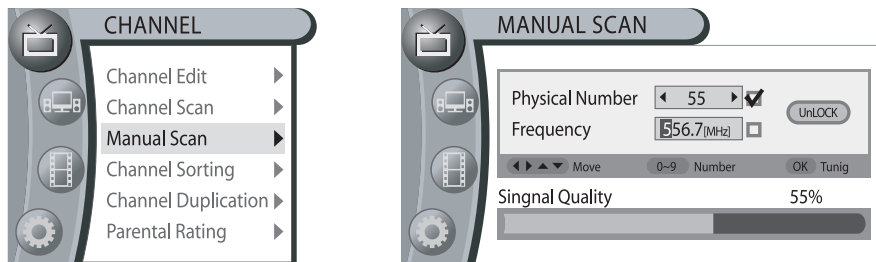 CHANNEL
Channel Edit
Channel Scan
Manual Scan
Channel Sorting
Channel Duplication
Parental Rating
MANUAL SCAN
Physical Number 55
UnLOCK
Frequency 556.7[MHz]
Move 0~9 Number OK Tunig
Singnal Quality 55%